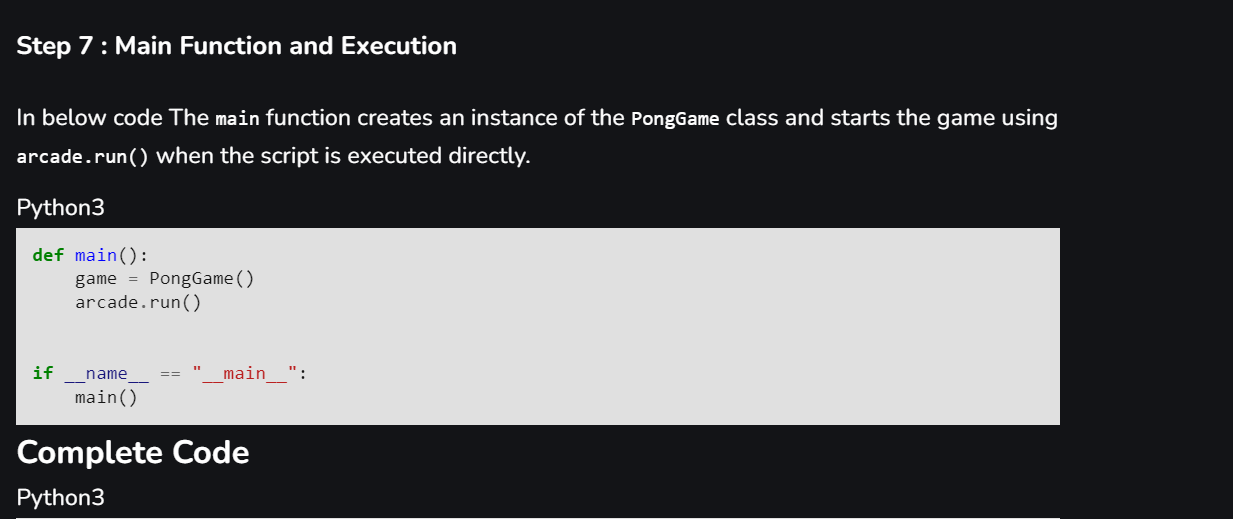 Step 7 : Main Function and Execution
In below code The main function creates an instance of the PongGame class and starts the game using
arcade.run() when the script is executed directly.
Python3
def main():
    game = PongGame()
    arcade.run()
if __name__ == "__main__":
    main()
Complete Code
Python3